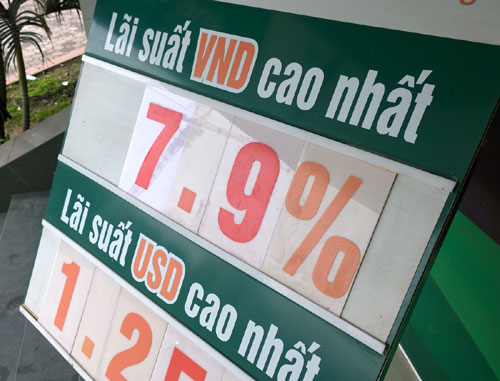 Lãi suất VND cao nhất
7.9%
Lãi suất USD cao nhất
1.25